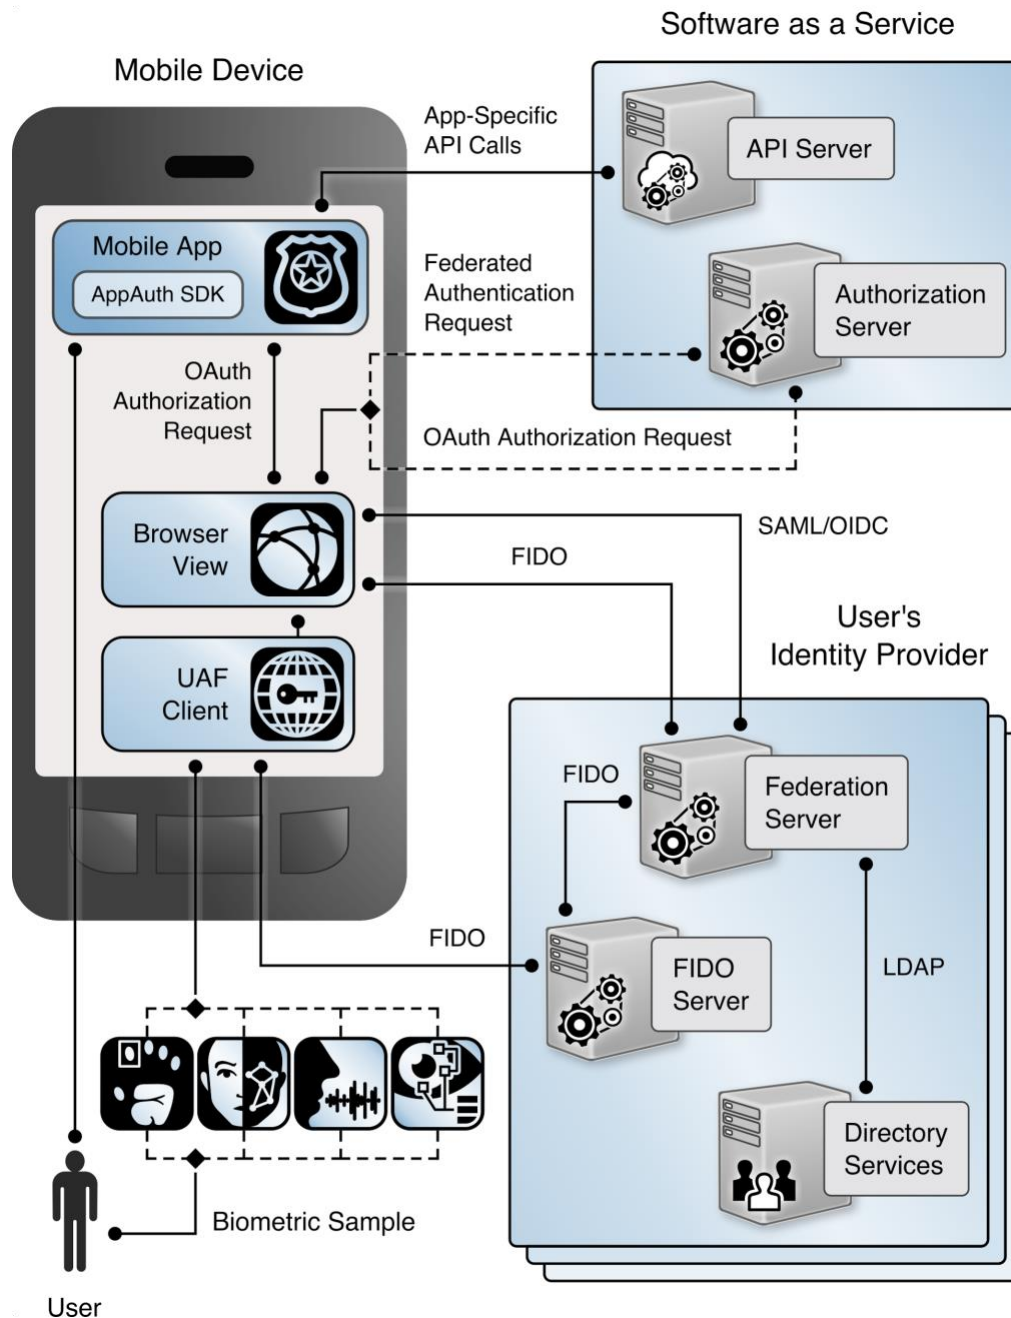 Software as a Service
Mobile Device
App-Specific
API Calls
API Server
Mobile App
AppAuth SDK
Federated
Authentication
Request
Authorization
Server
OAuth
Authorization
Request
OAuth Authorization Request
Browser
View
SAML/OIDC
FIDO
User's
Identity Provider
UAF
Client
FIDO
Federation
Server
FIDO
FIDO
Server
LDAP
Directory
Services
Biometric Sample
User